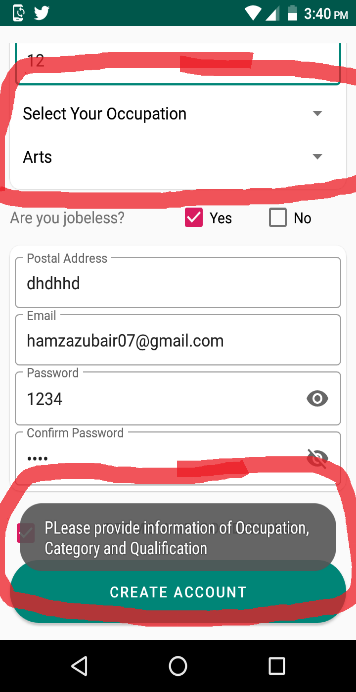 3:40 PM
12
Select Your Occupation
Arts
Are you jobeless? Yes No
Postal Address
dhdhhd
Email
hamzazubair07@gmail.com
Password
1234
Confirm Password
••••
PLease provide information of Occupation,
Category and Qualification
CREATE ACCOUNT